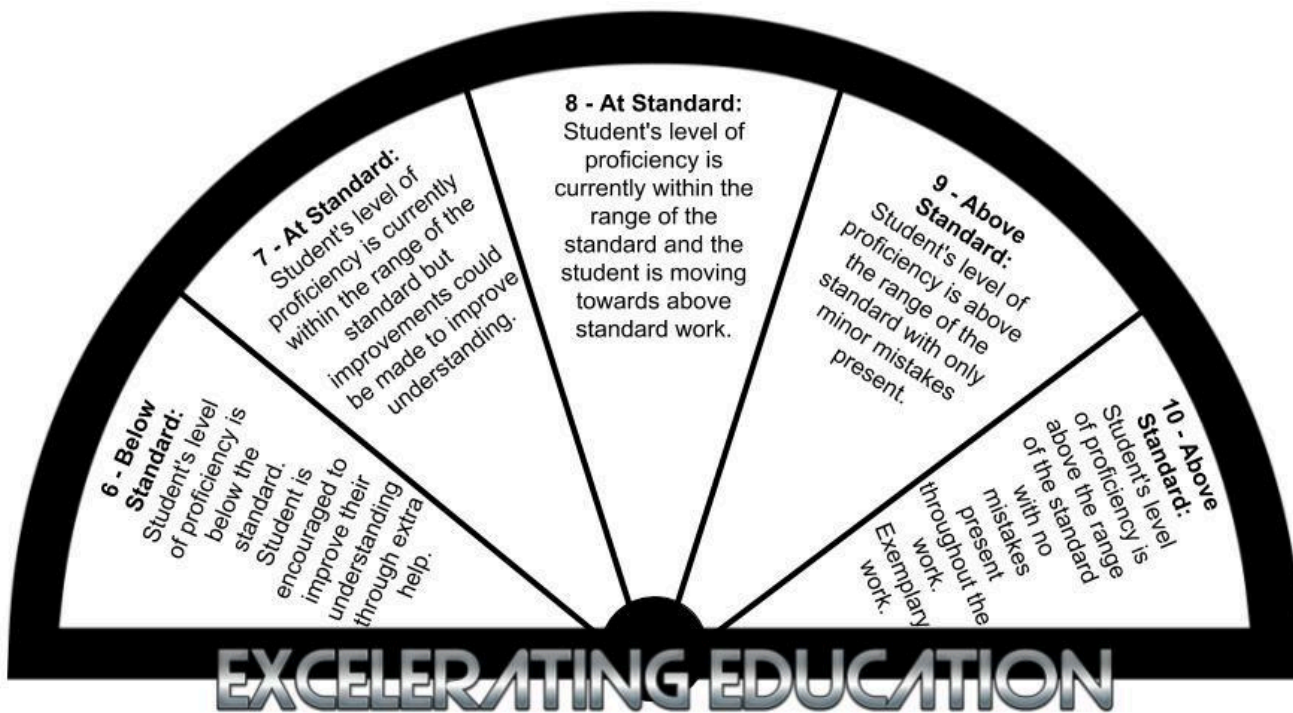 6 - Below
Standard:
Student's level
of proficiency is
below the
standard.
Student is
encouraged to
improve their
understanding
through extra
help.
7 - At Standard:
Student's level of
proficiency is currently
within the range of the
standard but
improvements could
be made to improve
understanding.
8 - At Standard:
Student's level of
proficiency is
currently within the
range of the
standard and the
student is moving
towards above
standard work.
9 - Above
Standard:
Student's level of
proficiency is above
the range of the
standard with only
minor mistakes
present.
10 - Above
Standard:
Student's level
of proficiency is
above the range
of the standard
with no
mistakes
present
throughout the
work.
Exemplary
work.
EXCELERATING EDUCATION